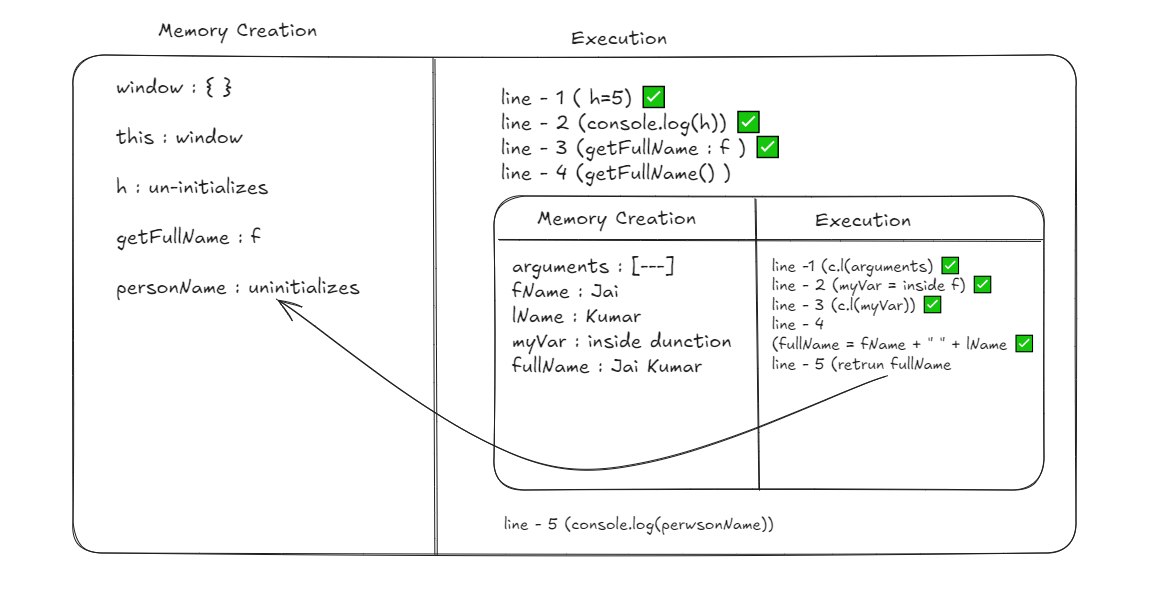 Memory Creation
Execution
window : { }
this : window
h : un-initializes
getFullName : f
personName : uninitializes
line - 1 ( h=5) ✅
line - 2 (console.log(h)) ✅
line - 3 (getFullName : f ) ✅
line - 4 (getFullName() )
Memory Creation
Execution
arguments : [---]
fName : Jai
lName : Kumar
myVar : inside dunction
fullName : Jai Kumar
line -1 (c.l(arguments) ✅
line - 2 (myVar = inside f) ✅
line - 3 (c.l(myVar)) ✅
line - 4
(fullName = fName + " " + lName ✅
line - 5 (retrun fullName
line - 5 (console.log(perwsonName))